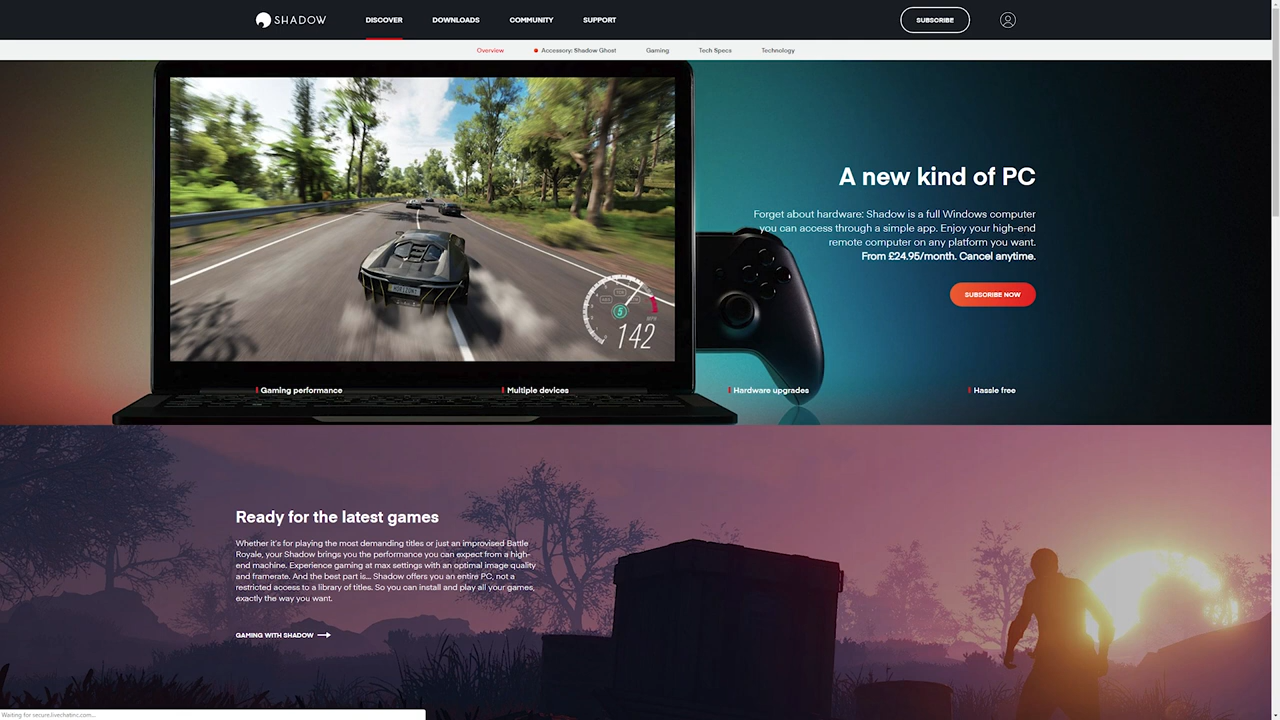 SHADOW
DISCOVER
DOWNLOADS
COMMUNITY
SUPPORT
SUBSCRIBE
Overview
Accessory: Shadow Ghost
Gaming
Tech Specs
Technology
A new kind of PC
Forget about hardware: Shadow is a full Windows computer
you can access through a simple app. Enjoy your high-end
remote computer on any platform you want.
From £24.95/month. Cancel anytime.
SUBSCRIBE NOW
HORIZON3
5
142
Gaming performance
Multiple devices
Hardware upgrades
Hassle free
Ready for the latest games
Whether it's for playing the most demanding titles or just an improvised Battle
Royale, your Shadow brings you the performance you can expect from a high-
end machine. Experience gaming at max settings with an optimal image quality
and framerate. And the best part is... Shadow offers you an entire PC, not a
restricted access to a library of titles. So you can install and play all your games,
exactly the way you want.
GAMING WITH SHADOW
Waiting for secure.livechatinc.com...